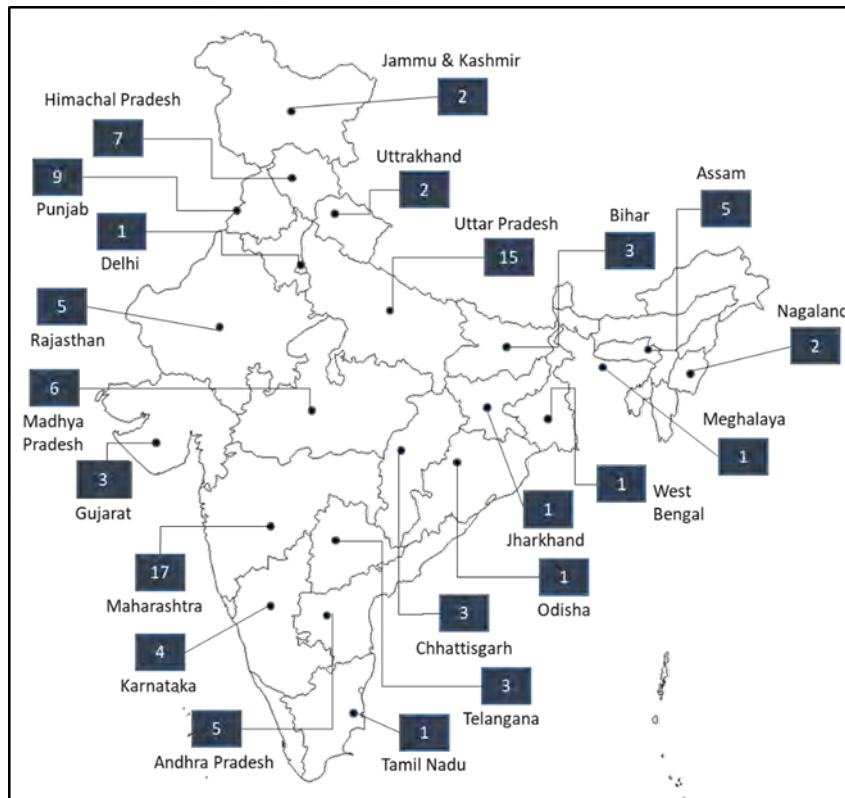 Jammu & Kashmir
2
Himachal Pradesh
7
Uttrakhand
2
9
Punjab
Assam
5
Bihar
3
1
Delhi
Uttar Pradesh
15
Nagaland
2
5
Rajasthan
6
Madhya
Pradesh
Meghalaya
1
3
Gujarat
1
West
Bengal
1
Jharkhand
17
Maharashtra
1
Odisha
3
Chhattisgarh
4
Karnataka
3
Telangana
5
Andhra Pradesh
1
Tamil Nadu